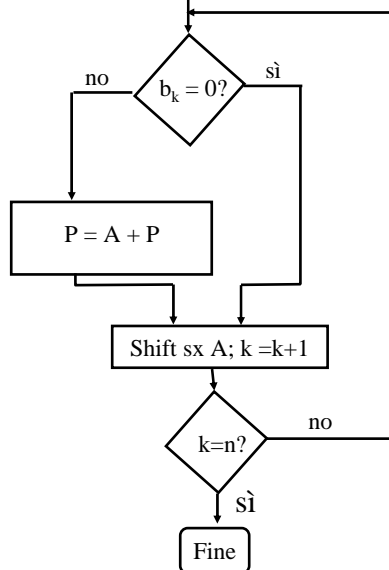 no
sì
b_k = 0?
P = A + P
Shift sx A; k =k+1
no
k=n?
sì
Fine